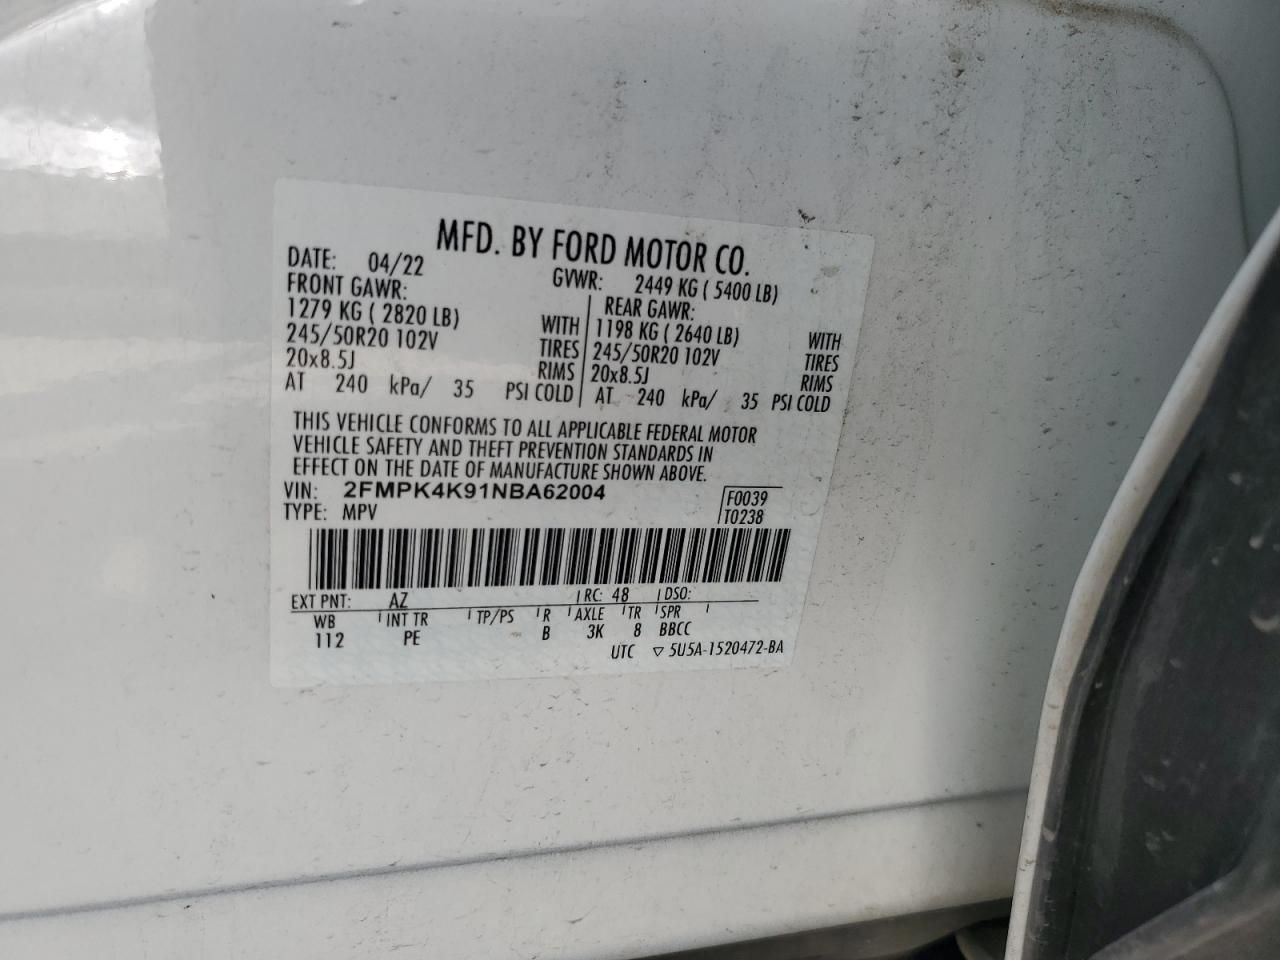 MFD. BY FORD MOTOR CO.
DATE: 04/22 GVWR: 2449 KG ( 5400 LB)
FRONT GAWR: REAR GAWR:
1279 KG ( 2820 LB) WITH 1198 KG ( 2640 LB) WITH
245/50R20 102V TIRES 245/50R20 102V TIRES
20x8.5J RIMS 20x8.5J RIMS
AT 240 kPa/ 35 PSI COLD AT 240 kPa/ 35 PSI COLD
THIS VEHICLE CONFORMS TO ALL APPLICABLE FEDERAL MOTOR
VEHICLE SAFETY AND THEFT PREVENTION STANDARDS IN
EFFECT ON THE DATE OF MANUFACTURE SHOWN ABOVE.
VIN: 2FMPK4K91NBA62004 F0039
TYPE: MPV T0238
EXT PNT: AZ RC: 48 DSO:
WB INT TR TP/PS R AXLE TR SPR
112 PE B 3K 8 BBCC
UTC ▽ 5U5A-1520472-BA